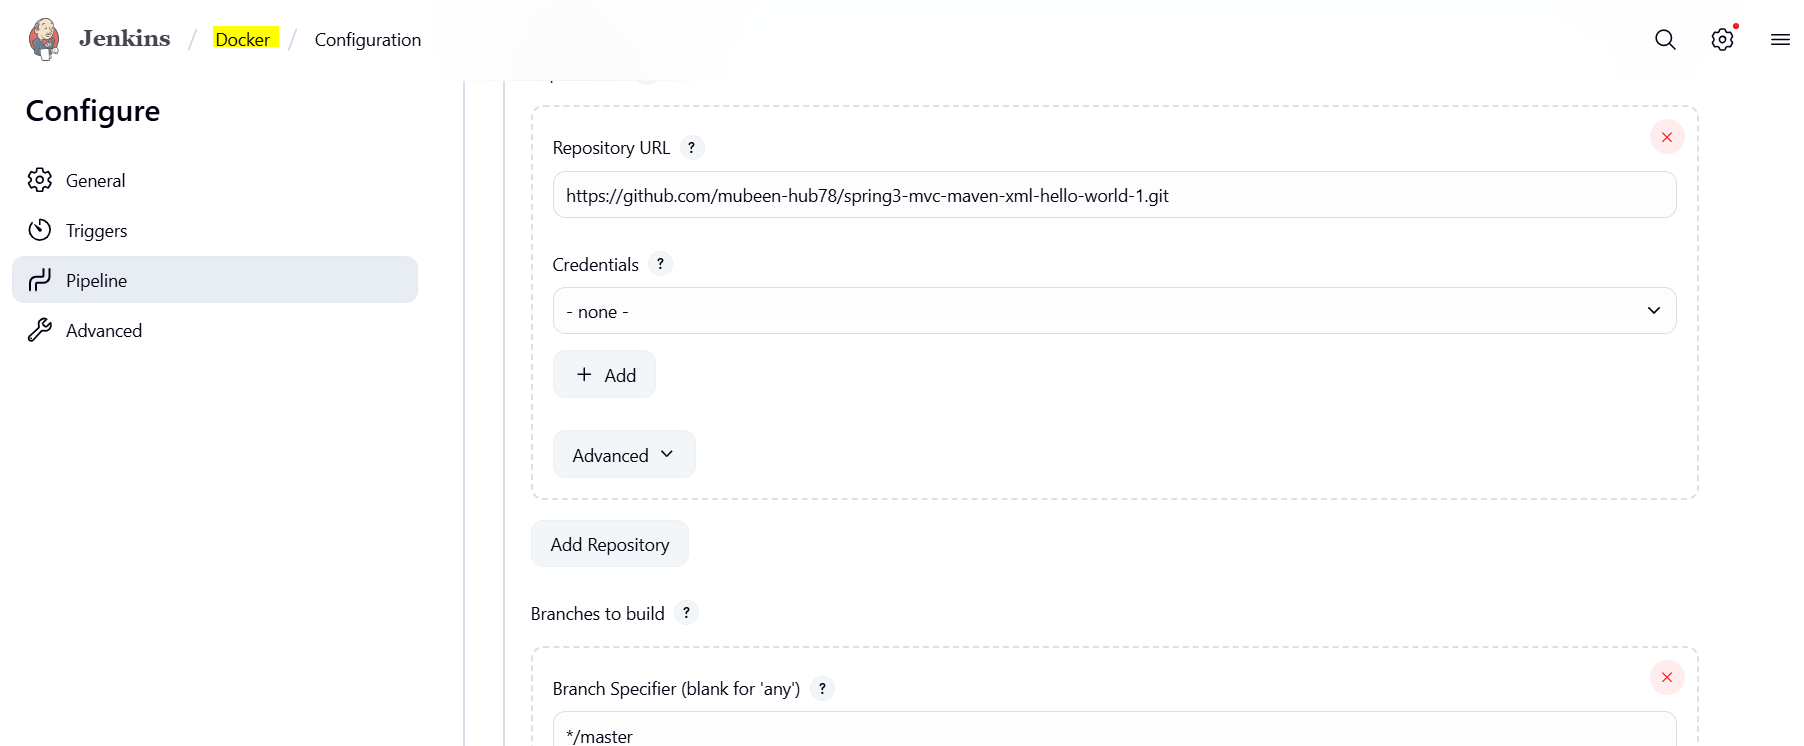 Jenkins / Docker / Configuration
Configure
General
Triggers
Pipeline
Advanced
Repository URL ?
https://github.com/mubeen-hub78/spring3-mvc-maven-xml-hello-world-1.git
Credentials ?
- none -
+ Add
Advanced
Add Repository
Branches to build ?
Branch Specifier (blank for 'any') ?
*/master